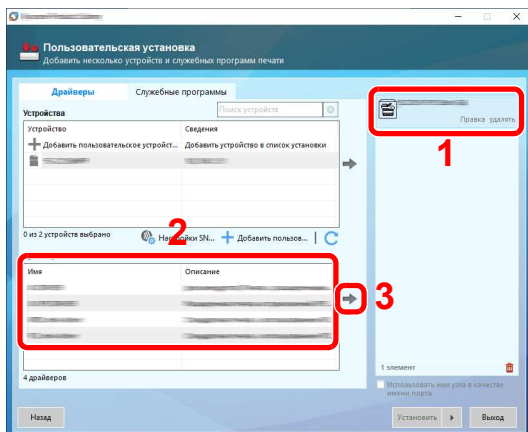 Пользовательская установка
Добавить несколько устройств и служебных программ печати
Драйверы
Служебные программы
Устройства
Поиск устройств
Устройство
Сведения
Добавить пользовательское устройст...
Добавить устройство в список установки
0 из 2 устройств выбрано
SN...
Добавить пользов...
Имя
Описание
4 драйверов
Правка удалять
1
2
3
1 элемент
Использовать имя узла в качестве
имени порта
Назад
Установить
Выход